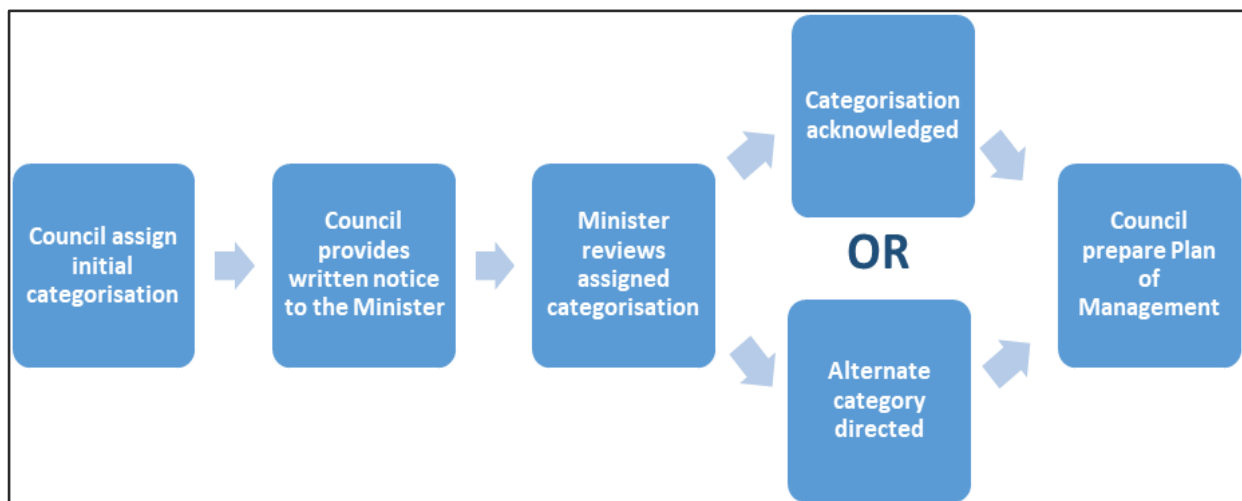 Council assign
initial
categorisation
Council
provides
written notice
to the Minister
Minister
reviews
assigned
categorisation
Categorisation
acknowledged
OR
Alternate
category
directed
Council
prepare Plan
of
Management